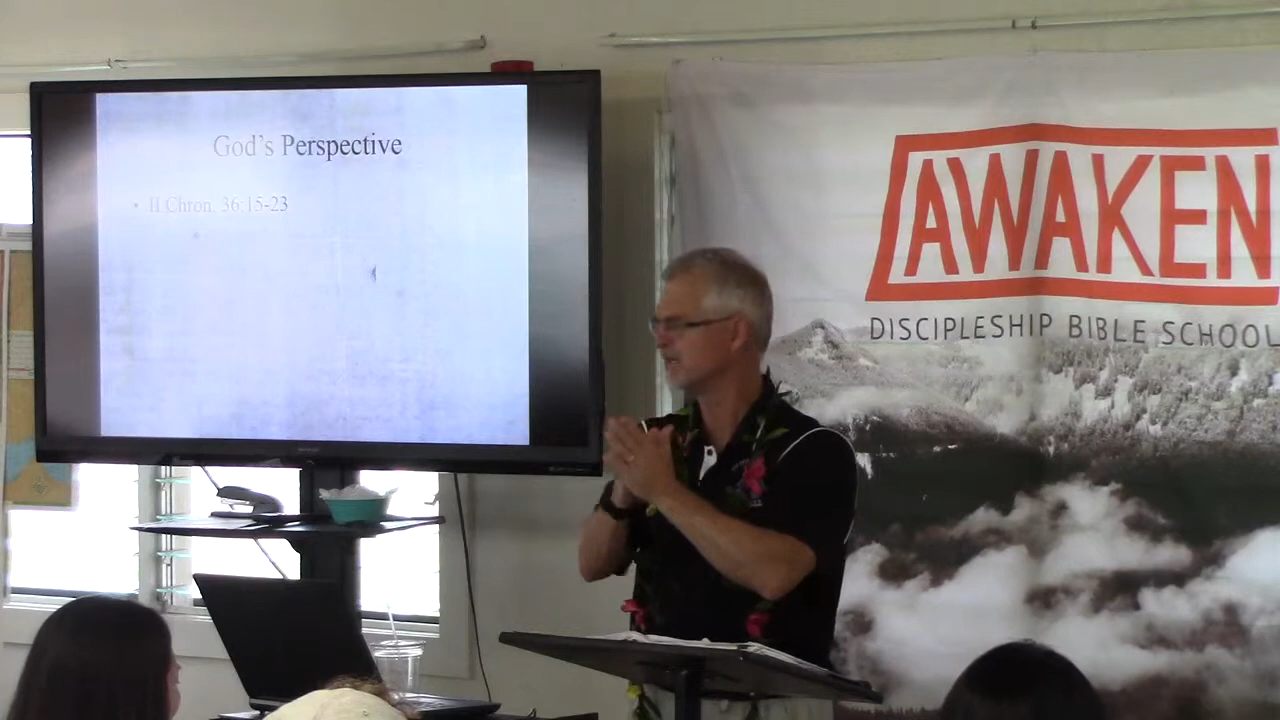 God's Perspective
• II Chron. 36:15-23
AWAKEN
DISCIPLESHIP BIBLE SCHOOL